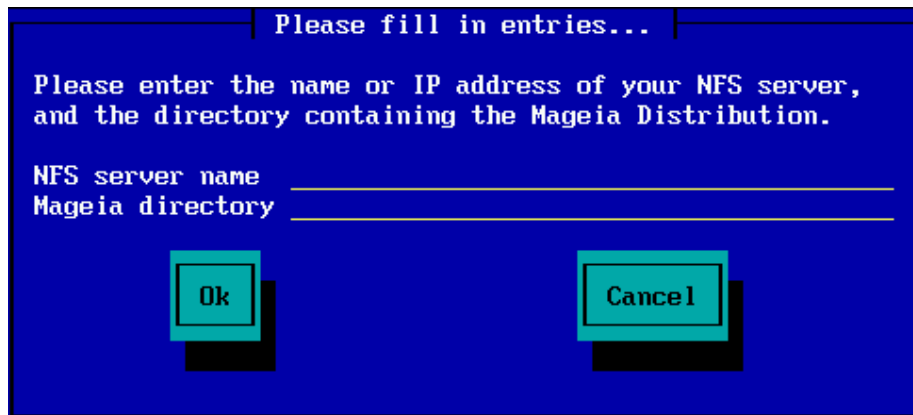 Please fill in entries...
Please enter the name or IP address of your NFS server,
and the directory containing the Mageia Distribution.
NFS server name
Mageia directory
Ok
Cancel